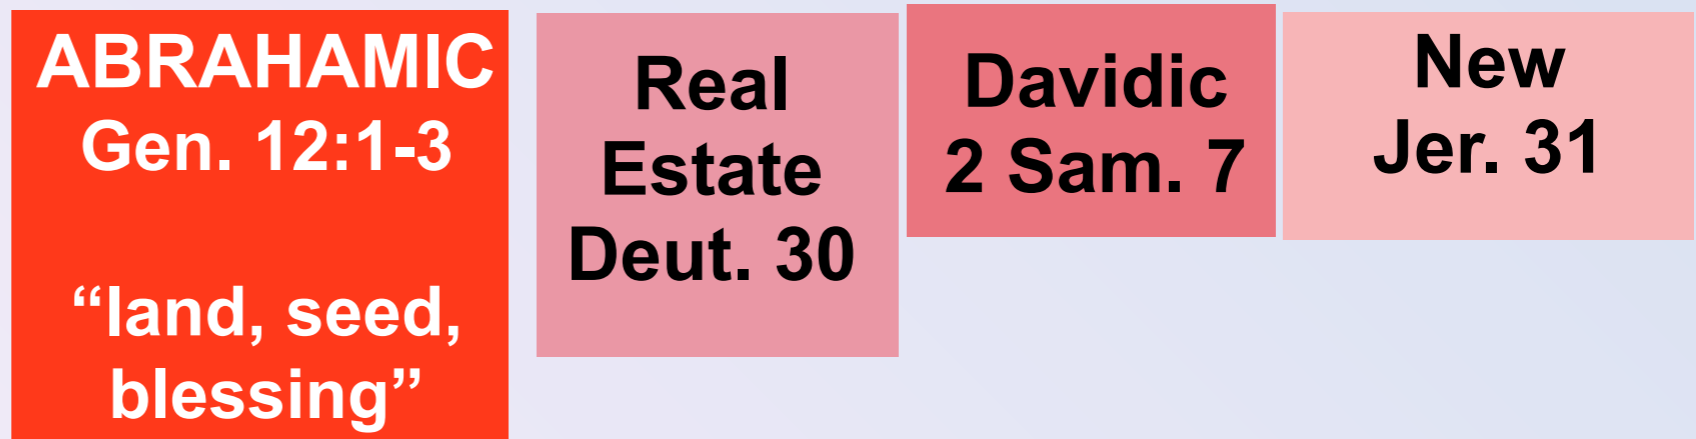 ABRAHAMIC
Gen. 12:1-3
“land, seed,
blessing”
Real
Estate
Deut. 30
Davidic
2 Sam. 7
New
Jer. 31